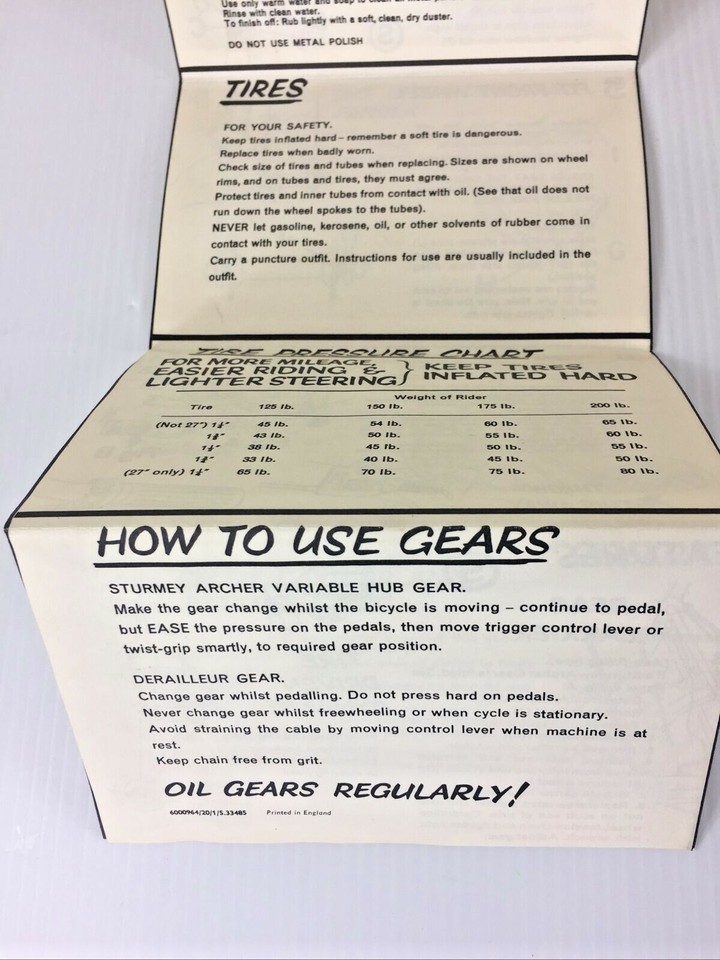 Use only warm water and soap to clean all
Rinse with clean water.
To finish off: Rub lightly with a soft, clean, dry duster.
DO NOT USE METAL POLISH
TIRES
FOR YOUR SAFETY.
Keep tires inflated hard – remember a soft tire is dangerous.
Replace tires when badly worn.
Check size of tires and tubes when replacing. Sizes are shown on wheel
rims, and on tubes and tires, they must agree.
Protect tires and inner tubes from contact with oil. (See that oil does not
run down the wheel spokes to the tubes).
NEVER let gasoline, kerosene, oil, or other solvents of rubber come in
contact with your tires.
Carry a puncture outfit. Instructions for use are usually included in the
outfit.
TIRE PRESSURE CHART
FOR MORE MILEAGE
EASIER RIDING &
LIGHTER STEERING } KEEP TIRES
INFLATED HARD
Weight of Rider
Tire 125 lb. 150 lb. 175 lb. 200 lb.
(Not 27") 1¼" 45 lb. 54 lb. 60 lb. 65 lb.
43 lb. 50 lb. 55 lb. 60 lb.
38 lb. 45 lb. 50 lb. 55 lb.
33 lb. 40 lb. 45 lb. 50 lb.
(27" only) 1¼" 65 lb. 70 lb. 75 lb. 80 lb.
HOW TO USE GEARS
STURMEY ARCHER VARIABLE HUB GEAR.
Make the gear change whilst the bicycle is moving – continue to pedal,
but EASE the pressure on the pedals, then move trigger control lever or
twist-grip smartly, to required gear position.
DERAILLEUR GEAR.
Change gear whilst pedalling. Do not press hard on pedals.
Never change gear whilst freewheeling or when cycle is stationary.
Avoid straining the cable by moving control lever when machine is at
rest.
Keep chain free from grit.
OIL GEARS REGULARLY!
6000964/20/1/5.33485 Printed in England